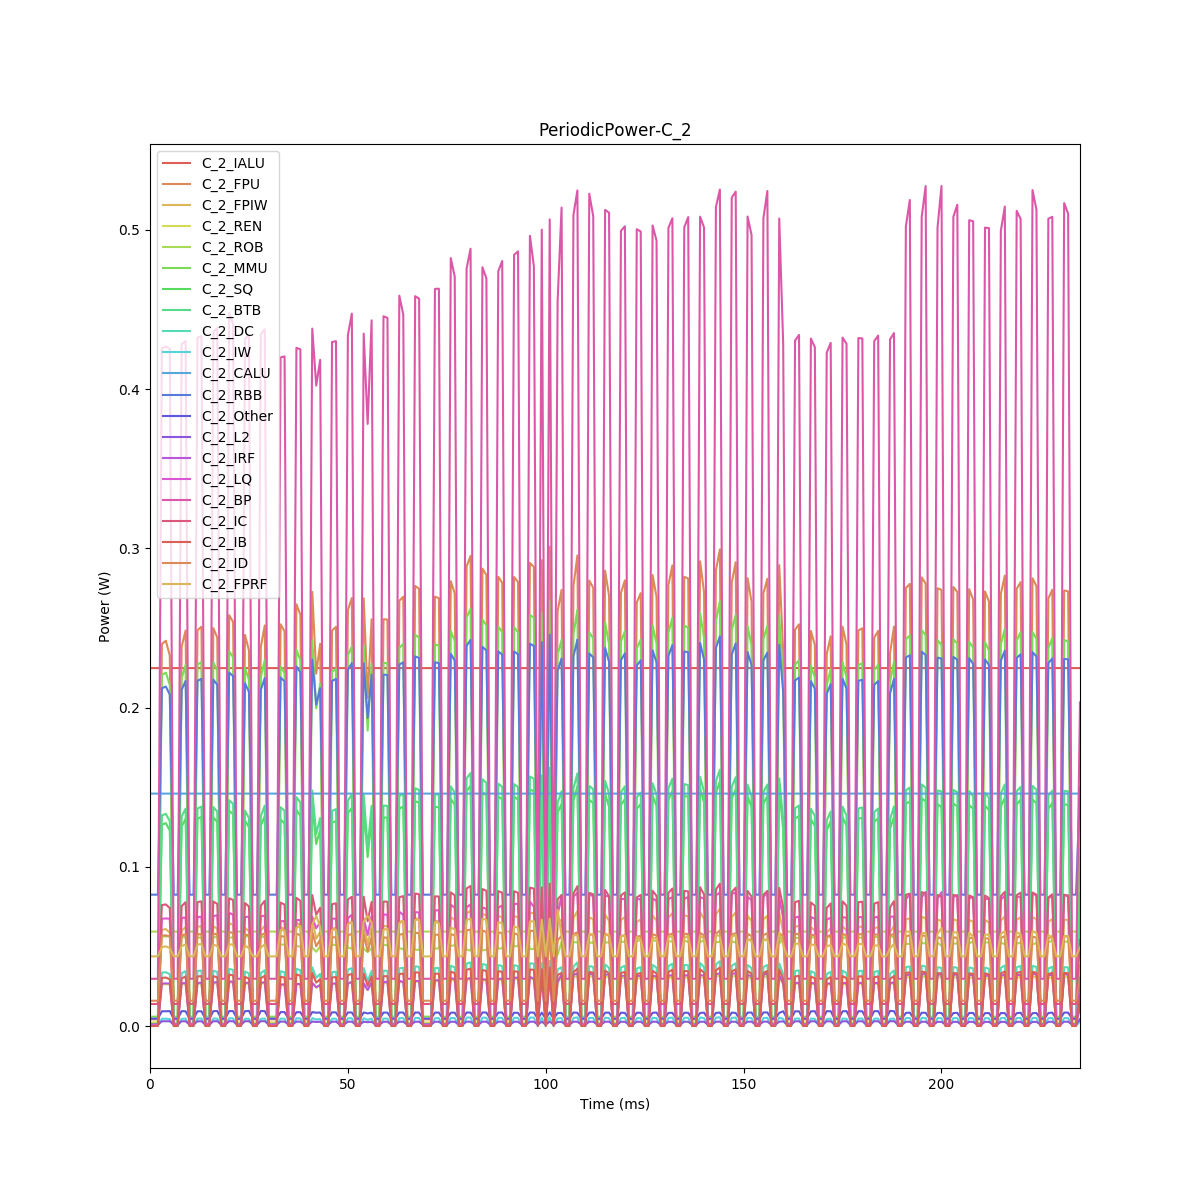 PeriodicPower-C_2
C_2_IALU
C_2_FPU
C_2_FPIW
C_2_REN
C_2_ROB
C_2_MMU
C_2_SQ
C_2_BTB
C_2_DC
C_2_IW
C_2_CALU
C_2_RBB
C_2_Other
C_2_L2
C_2_IRF
C_2_LQ
C_2_BP
C_2_IC
C_2_IB
C_2_ID
C_2_FPRF
Power (W)
0.5
0.4
0.3
0.2
0.1
0.0
0 50 100 150 200
Time (ms)